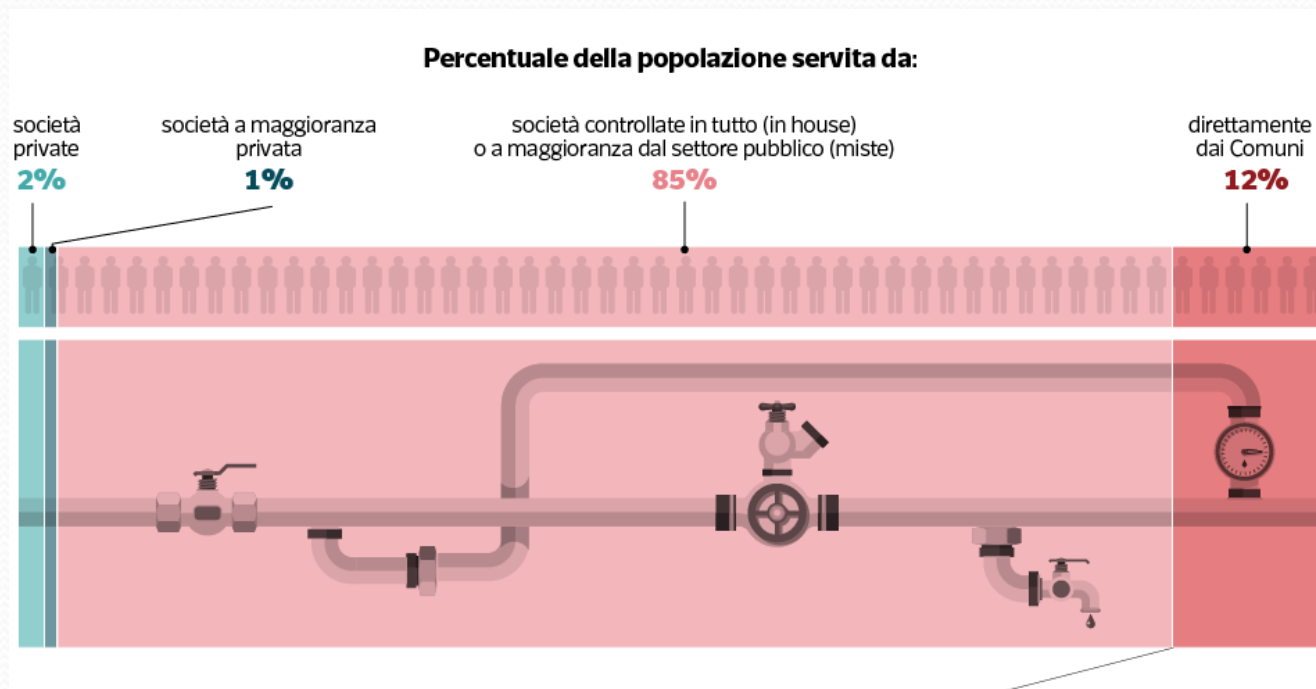 Percentuale della popolazione servita da:
società
private
2%
società a maggioranza
privata
1%
società controllate in tutto (in house)
o a maggioranza dal settore pubblico (miste)
85%
direttamente
dai Comuni
12%